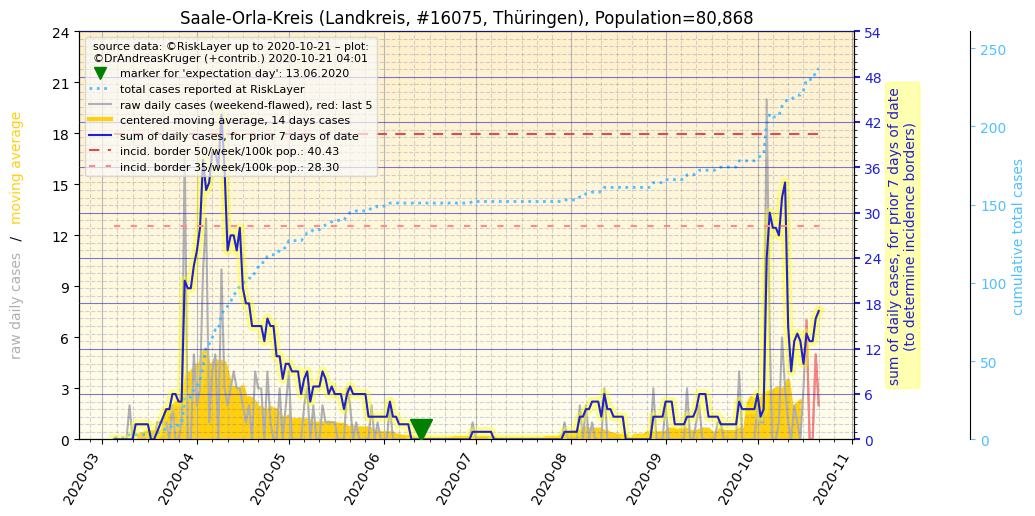 Saale-Orla-Kreis (Landkreis, #16075, Thüringen), Population=80,868
source data: ©RiskLayer up to 2020-10-21 – plot:
©DrAndreasKruger (+contrib.) 2020-10-21 04:01
marker for 'expectation day': 13.06.2020
total cases reported at RiskLayer
raw daily cases (weekend-flawed), red: last 5
centered moving average, 14 days cases
sum of daily cases, for prior 7 days of date
incid. border 50/week/100k pop.: 40.43
incid. border 35/week/100k pop.: 28.30
raw daily cases / moving average
24
21
18
15
12
9
6
3
0
54
48
42
36
30
24
18
12
6
0
sum of daily cases, for prior 7 days of date
(to determine incidence borders)
250
200
150
100
50
0
cumulative total cases
2020-03
2020-04
2020-05
2020-06
2020-07
2020-08
2020-09
2020-10
2020-11